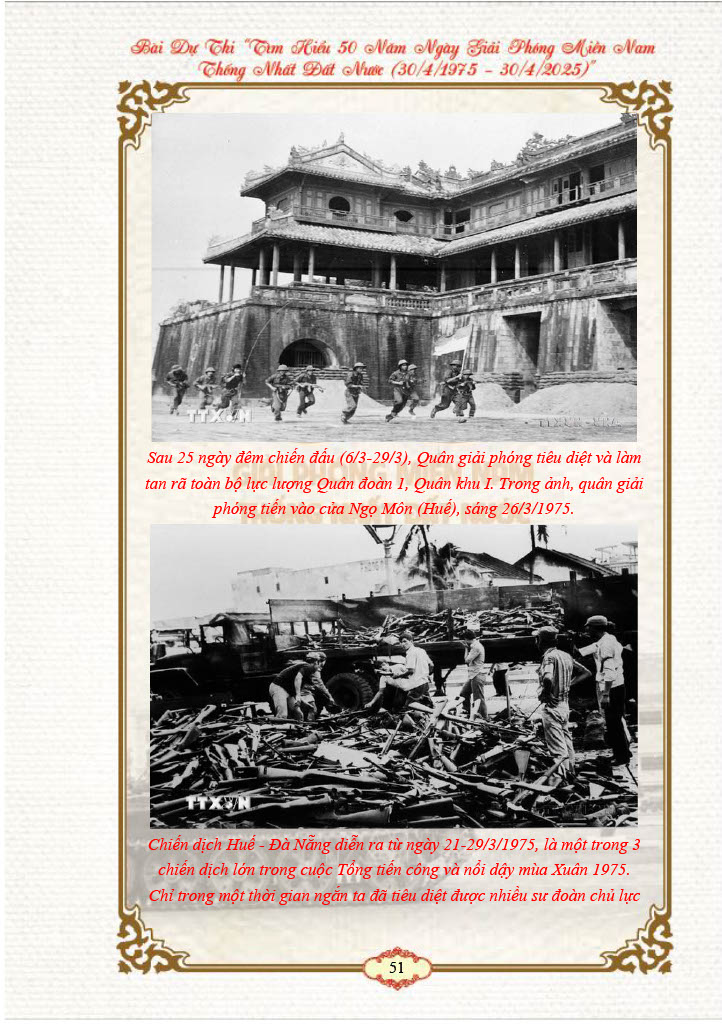 Bài Dự Thi "Tìm Hiểu 50 Năm Ngày Giải Phóng Miền Nam
Thống Nhất Đất Nước (30/4/1975 – 30/4/2025)"
TTXVN
Sau 25 ngày đêm chiến đấu (6/3-29/3), Quân giải phóng tiêu diệt và làm
tan rã toàn bộ lực lượng Quân đoàn 1, Quân khu I. Trong ảnh, quân giải
phóng tiến vào cửa Ngọ Môn (Huế), sáng 26/3/1975.
TTXVN
Chiến dịch Huế - Đà Nẵng diễn ra từ ngày 21-29/3/1975, là một trong 3
chiến dịch lớn trong cuộc Tổng tiến công và nổi dậy mùa Xuân 1975.
Chỉ trong một thời gian ngắn ta đã tiêu diệt được nhiều sư đoàn chủ lực
51